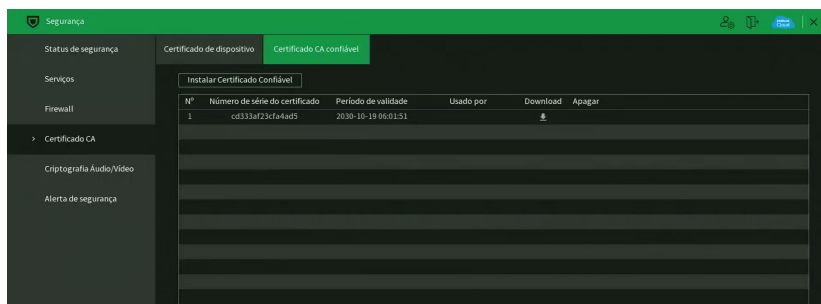 Segurança
Status de segurança
Serviços
Firewall
> Certificado CA
Criptografia Áudio/Vídeo
Alerta de segurança
Certificado de dispositivo Certificado CA confiável
Instalar Certificado Confiável
Nº Número de série do certificado Período de validade Usado por Download Apagar
1 cd333af23cfa4ad5 2030-10-19 06:01:51